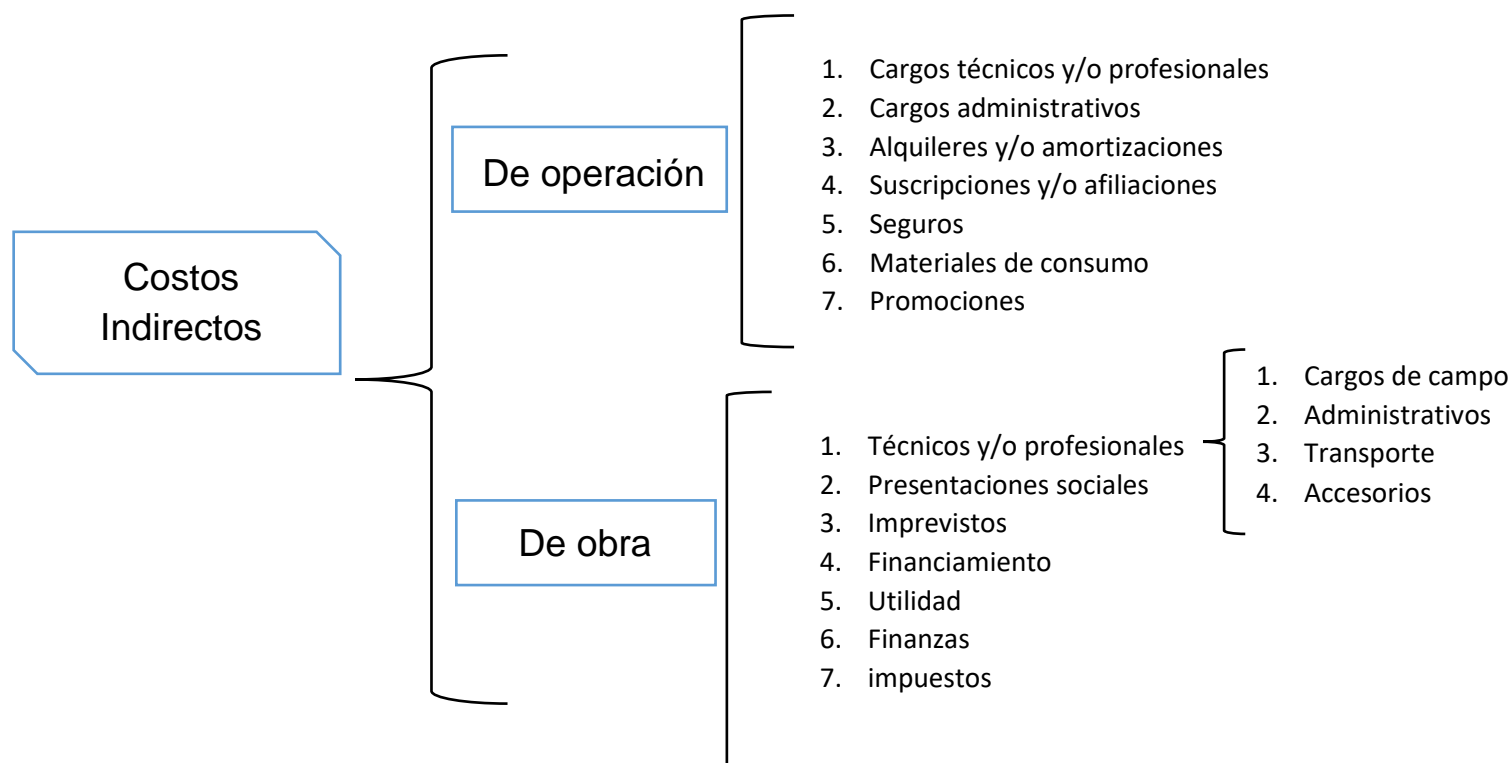 Costos
Indirectos
De operación
1. Cargos técnicos y/o profesionales
2. Cargos administrativos
3. Alquileres y/o amortizaciones
4. Suscripciones y/o afiliaciones
5. Seguros
6. Materiales de consumo
7. Promociones
De obra
1. Técnicos y/o profesionales
2. Presentaciones sociales
3. Imprevistos
4. Financiamiento
5. Utilidad
6. Finanzas
7. impuestos
1. Cargos de campo
2. Administrativos
3. Transporte
4. Accesorios